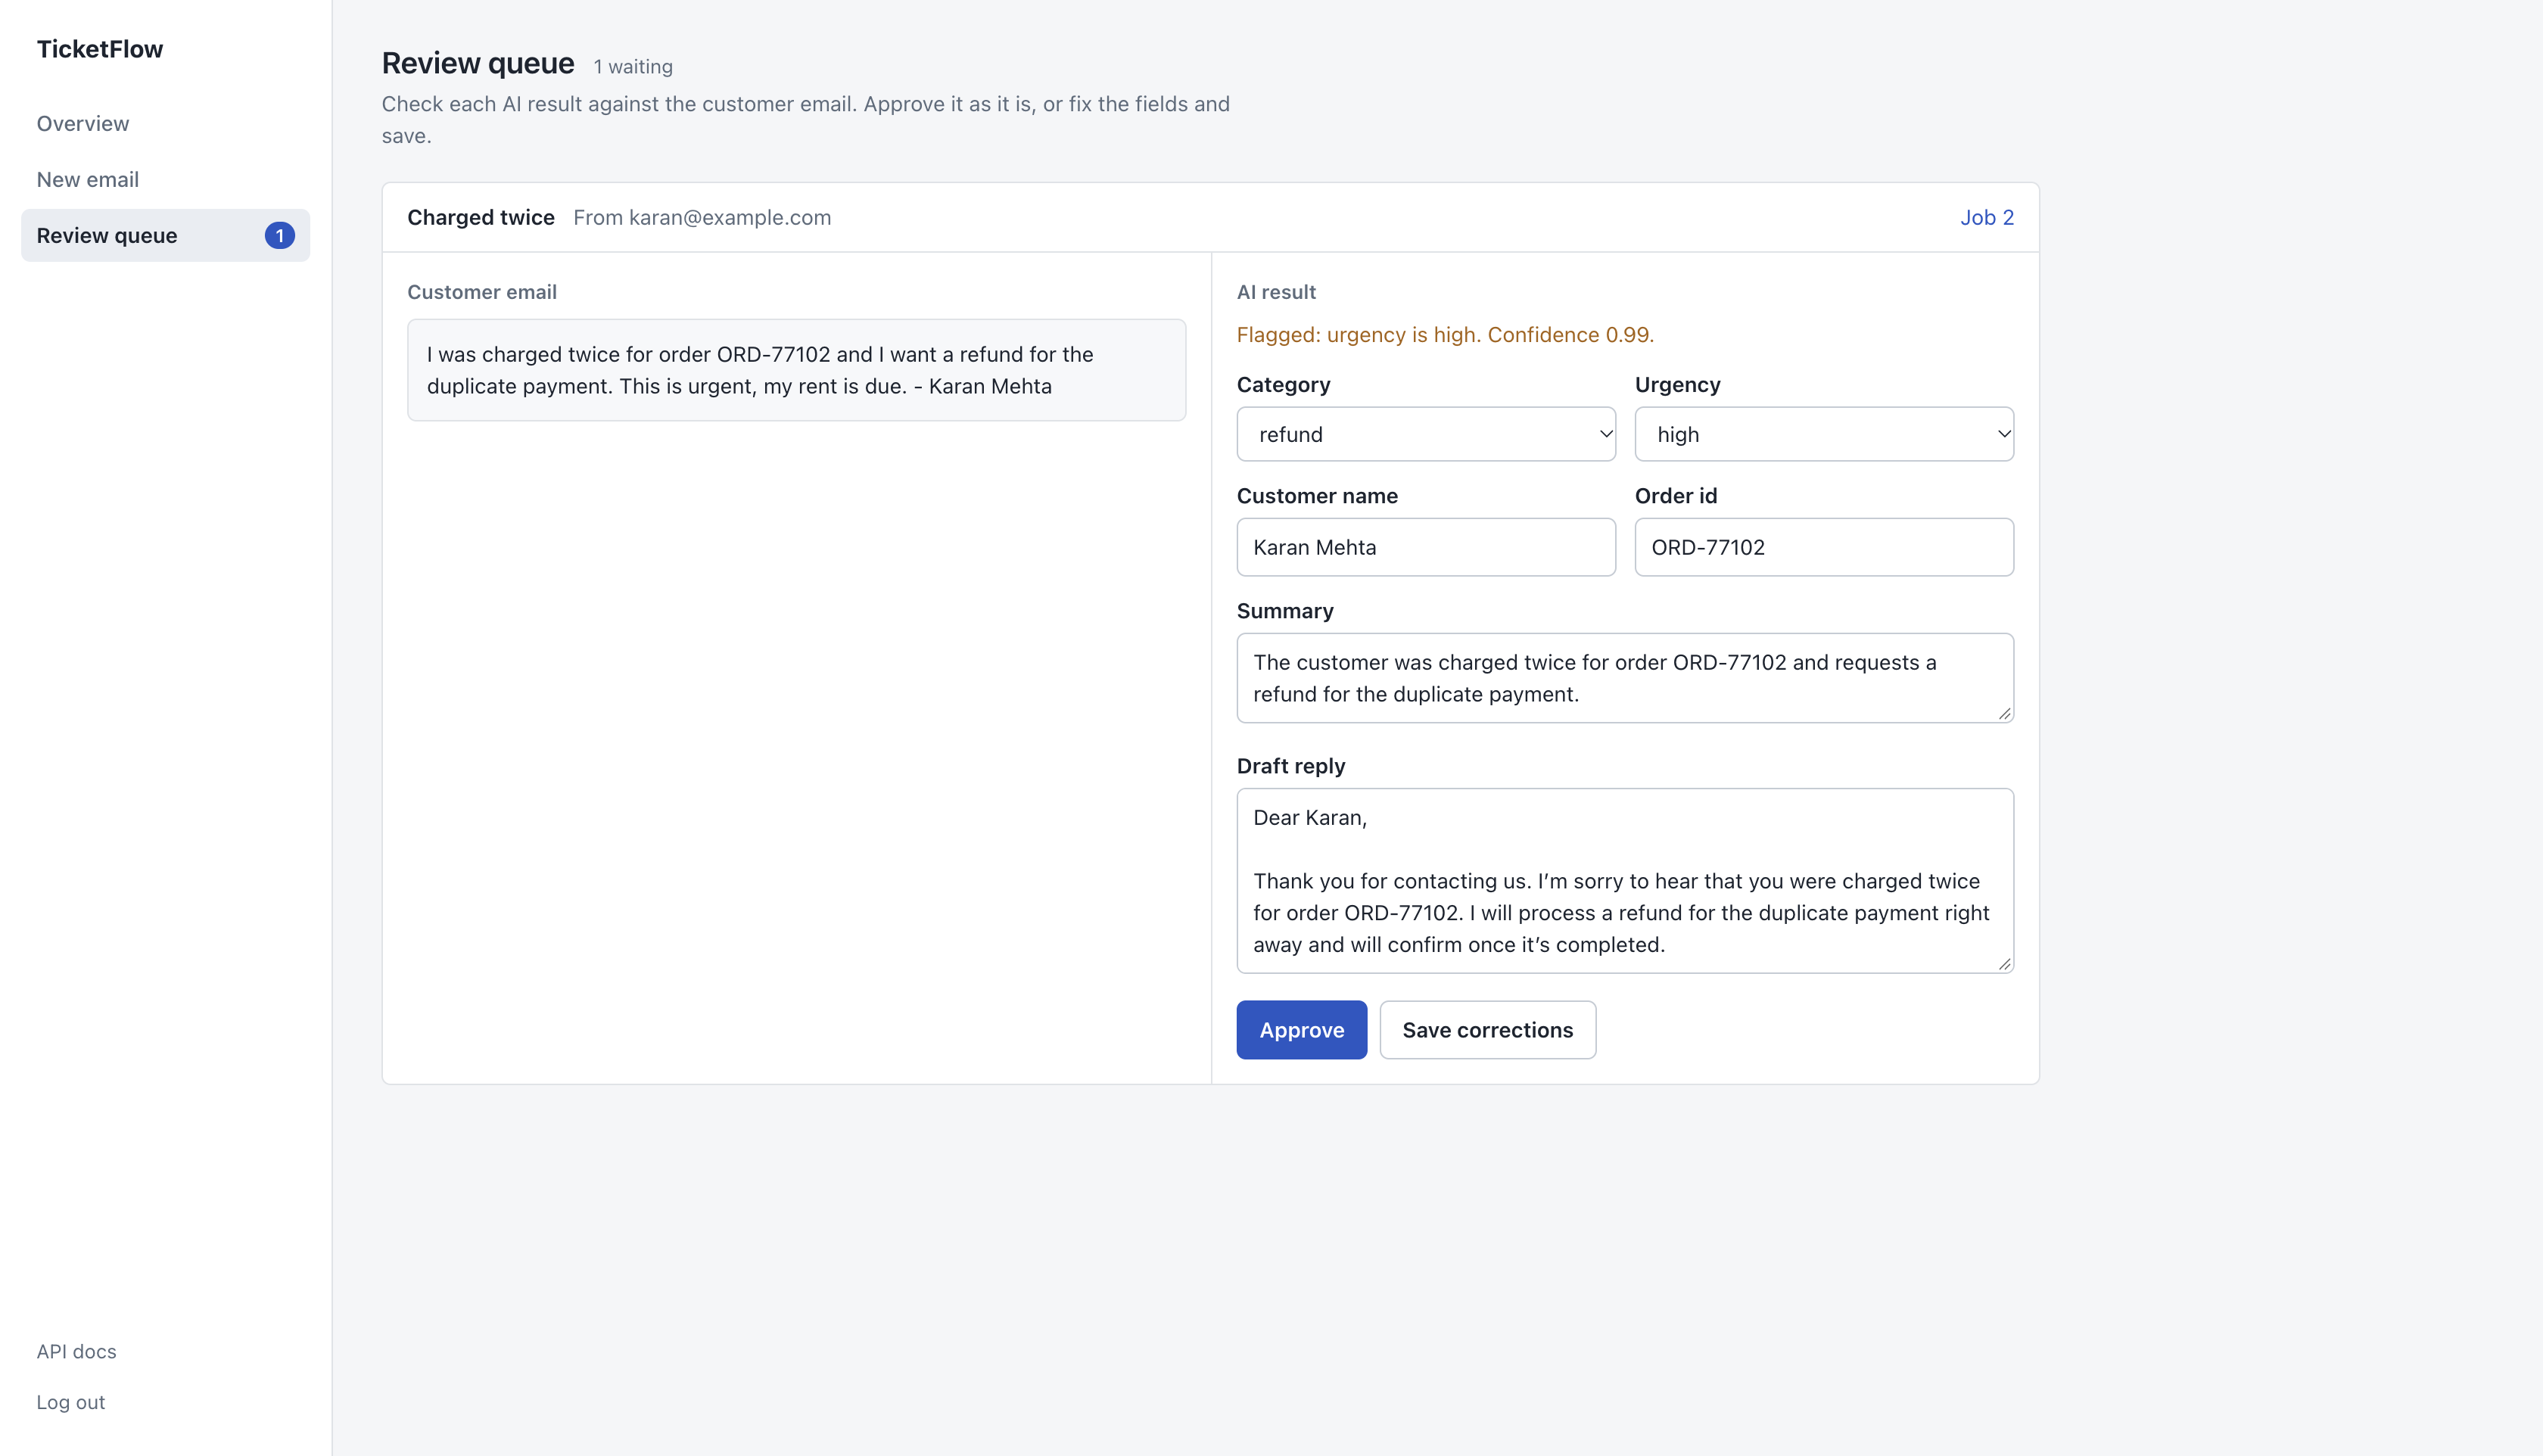 TicketFlow
Overview
New email
Review queue 1
API docs
Log out
Review queue 1 waiting
Check each AI result against the customer email. Approve it as it is, or fix the fields and
save.
Charged twice From karan@example.com Job 2
Customer email
I was charged twice for order ORD-77102 and I want a refund for the
duplicate payment. This is urgent, my rent is due. - Karan Mehta
AI result
Flagged: urgency is high. Confidence 0.99.
Category Urgency
refund high
Customer name Order id
Karan Mehta ORD-77102
Summary
The customer was charged twice for order ORD-77102 and requests a
refund for the duplicate payment.
Draft reply
Dear Karan,
Thank you for contacting us. I’m sorry to hear that you were charged twice
for order ORD-77102. I will process a refund for the duplicate payment right
away and will confirm once it’s completed.
Approve Save corrections